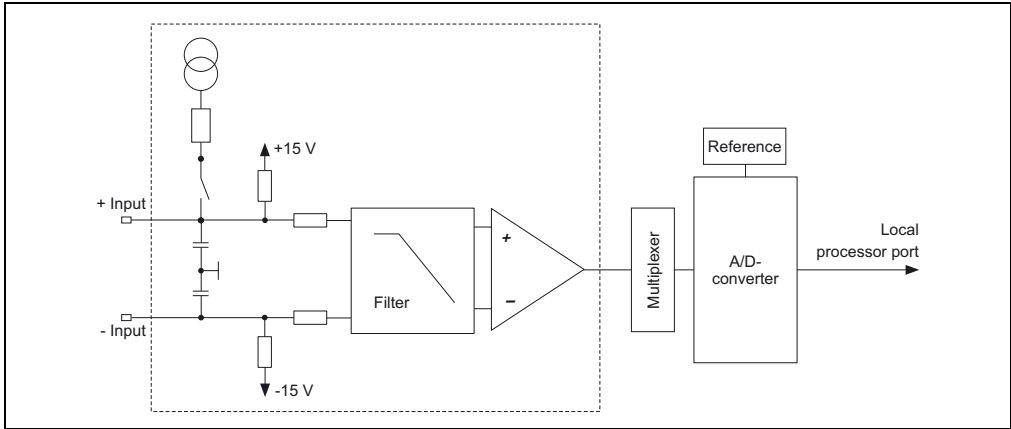 +15 V
+ Input
Filter
+
−
- Input
-15 V
Multiplexer
Reference
A/D-
converter
Local
processor port